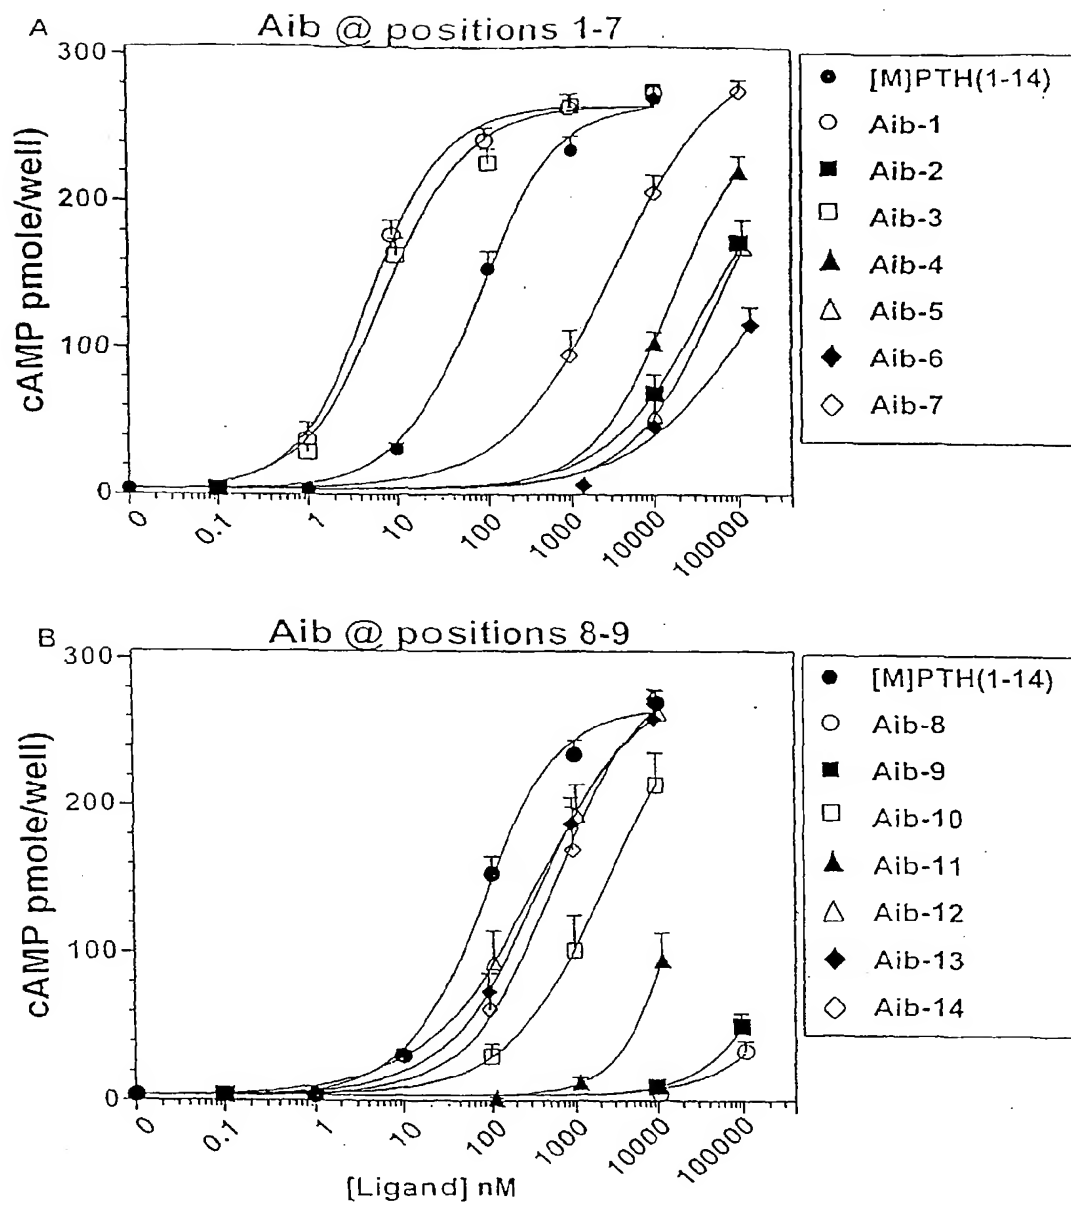 A
Aib @ positions 1-7
300
200
100
0
cAMP pmole/well
0
0.1
1
10
100
1000
10000
100000
[M]PTH(1-14)
Aib-1
Aib-2
Aib-3
Aib-4
Aib-5
Aib-6
Aib-7
B
Aib @ positions 8-9
300
200
100
0
cAMP pmole/well
0
0.1
1
10
100
1000
10000
100000
[Ligand] nM
[M]PTH(1-14)
Aib-8
Aib-9
Aib-10
Aib-11
Aib-12
Aib-13
Aib-14